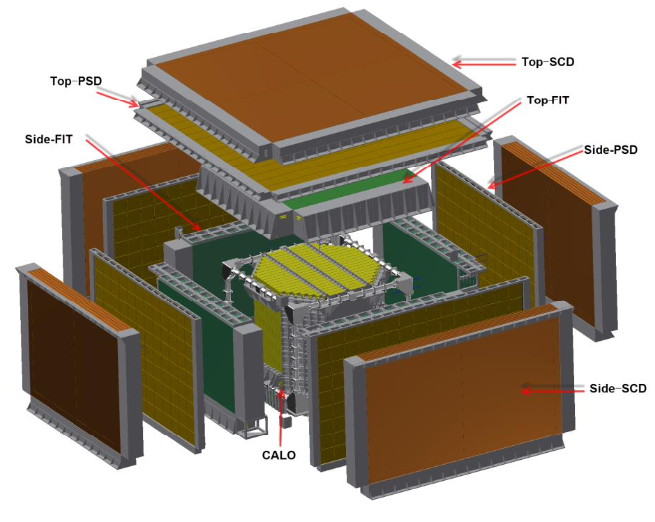 Top-SCD
Top-PSD
Top-FIT
Side-FIT
Side-PSD
Side-SCD
CALO